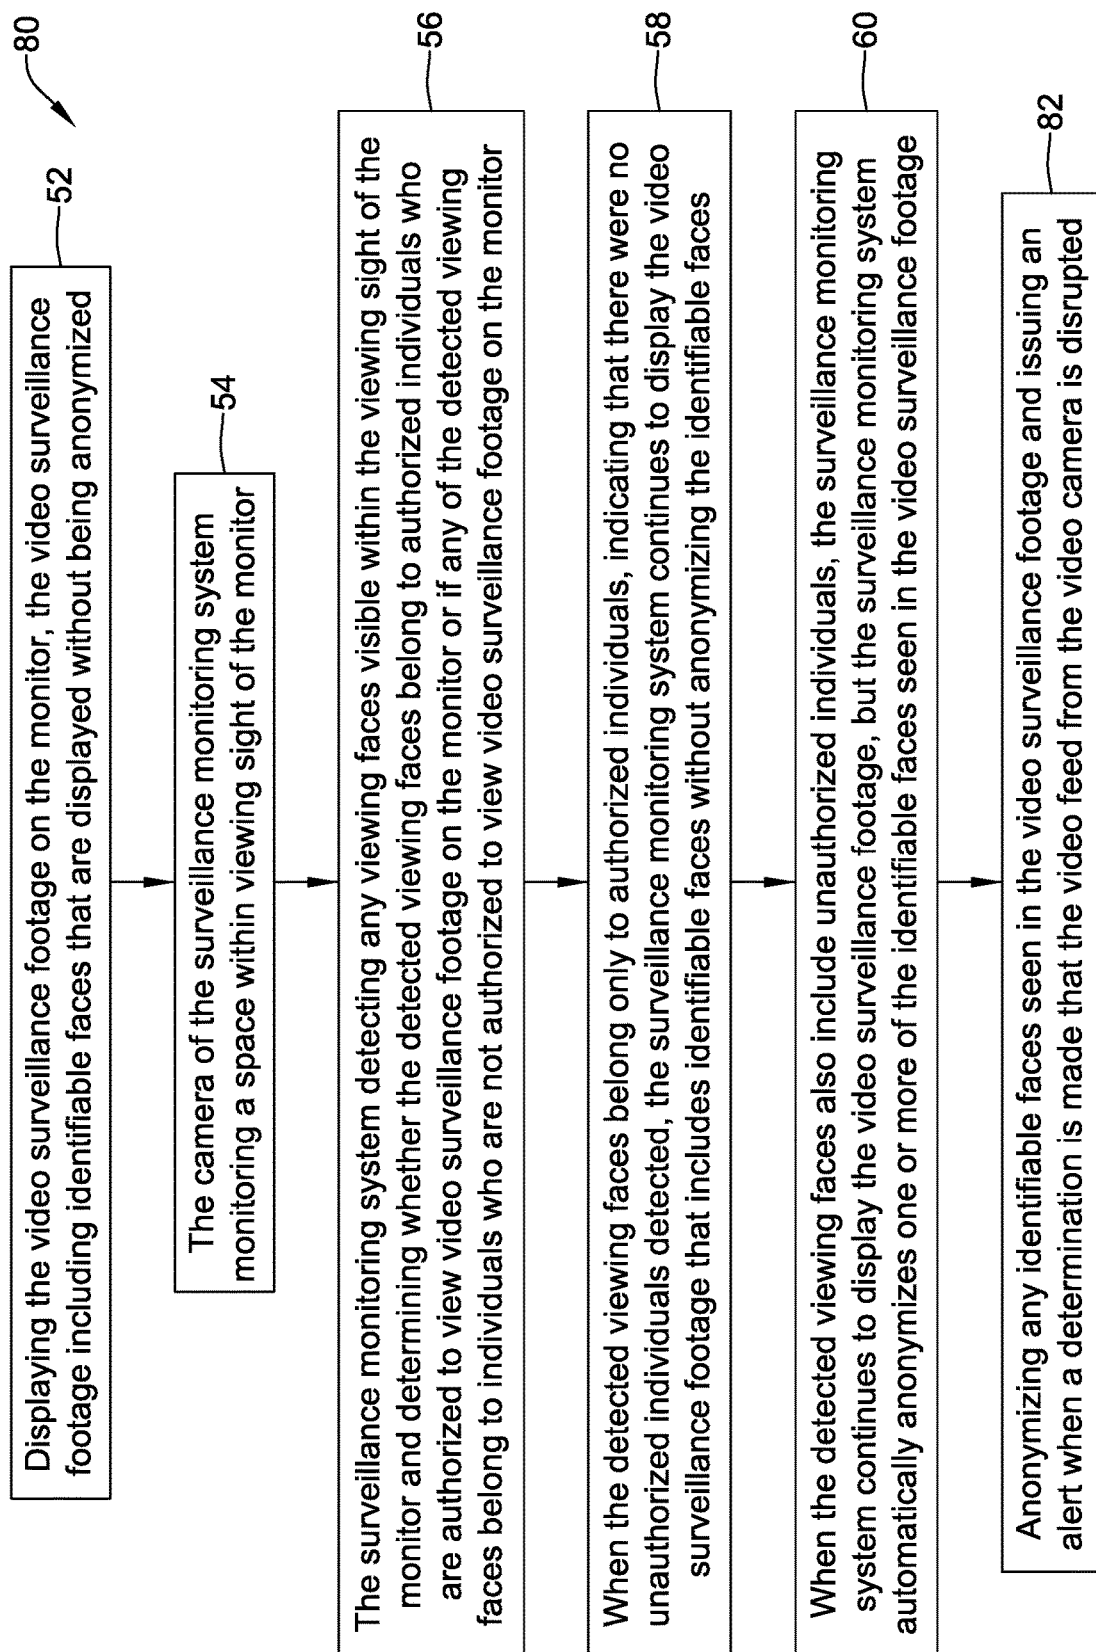 80
52
Displaying the video surveillance footage on the monitor, the video surveillance
footage including identifiable faces that are displayed without being anonymized
54
The camera of the surveillance monitoring system
monitoring a space within viewing sight of the monitor
56
The surveillance monitoring system detecting any viewing faces visible within the viewing sight of the
monitor and determining whether the detected viewing faces belong to authorized individuals who
are authorized to view video surveillance footage on the monitor or if any of the detected viewing
faces belong to individuals who are not authorized to view video surveillance footage on the monitor
58
When the detected viewing faces belong only to authorized individuals, indicating that there were no
unauthorized individuals detected, the surveillance monitoring system continues to display the video
surveillance footage that includes identifiable faces without anonymizing the identifiable faces
60
When the detected viewing faces also include unauthorized individuals, the surveillance monitoring
system continues to display the video surveillance footage, but the surveillance monitoring system
automatically anonymizes one or more of the identifiable faces seen in the video surveillance footage
82
Anonymizing any identifiable faces seen in the video surveillance footage and issuing an
alert when a determination is made that the video feed from the video camera is disrupted